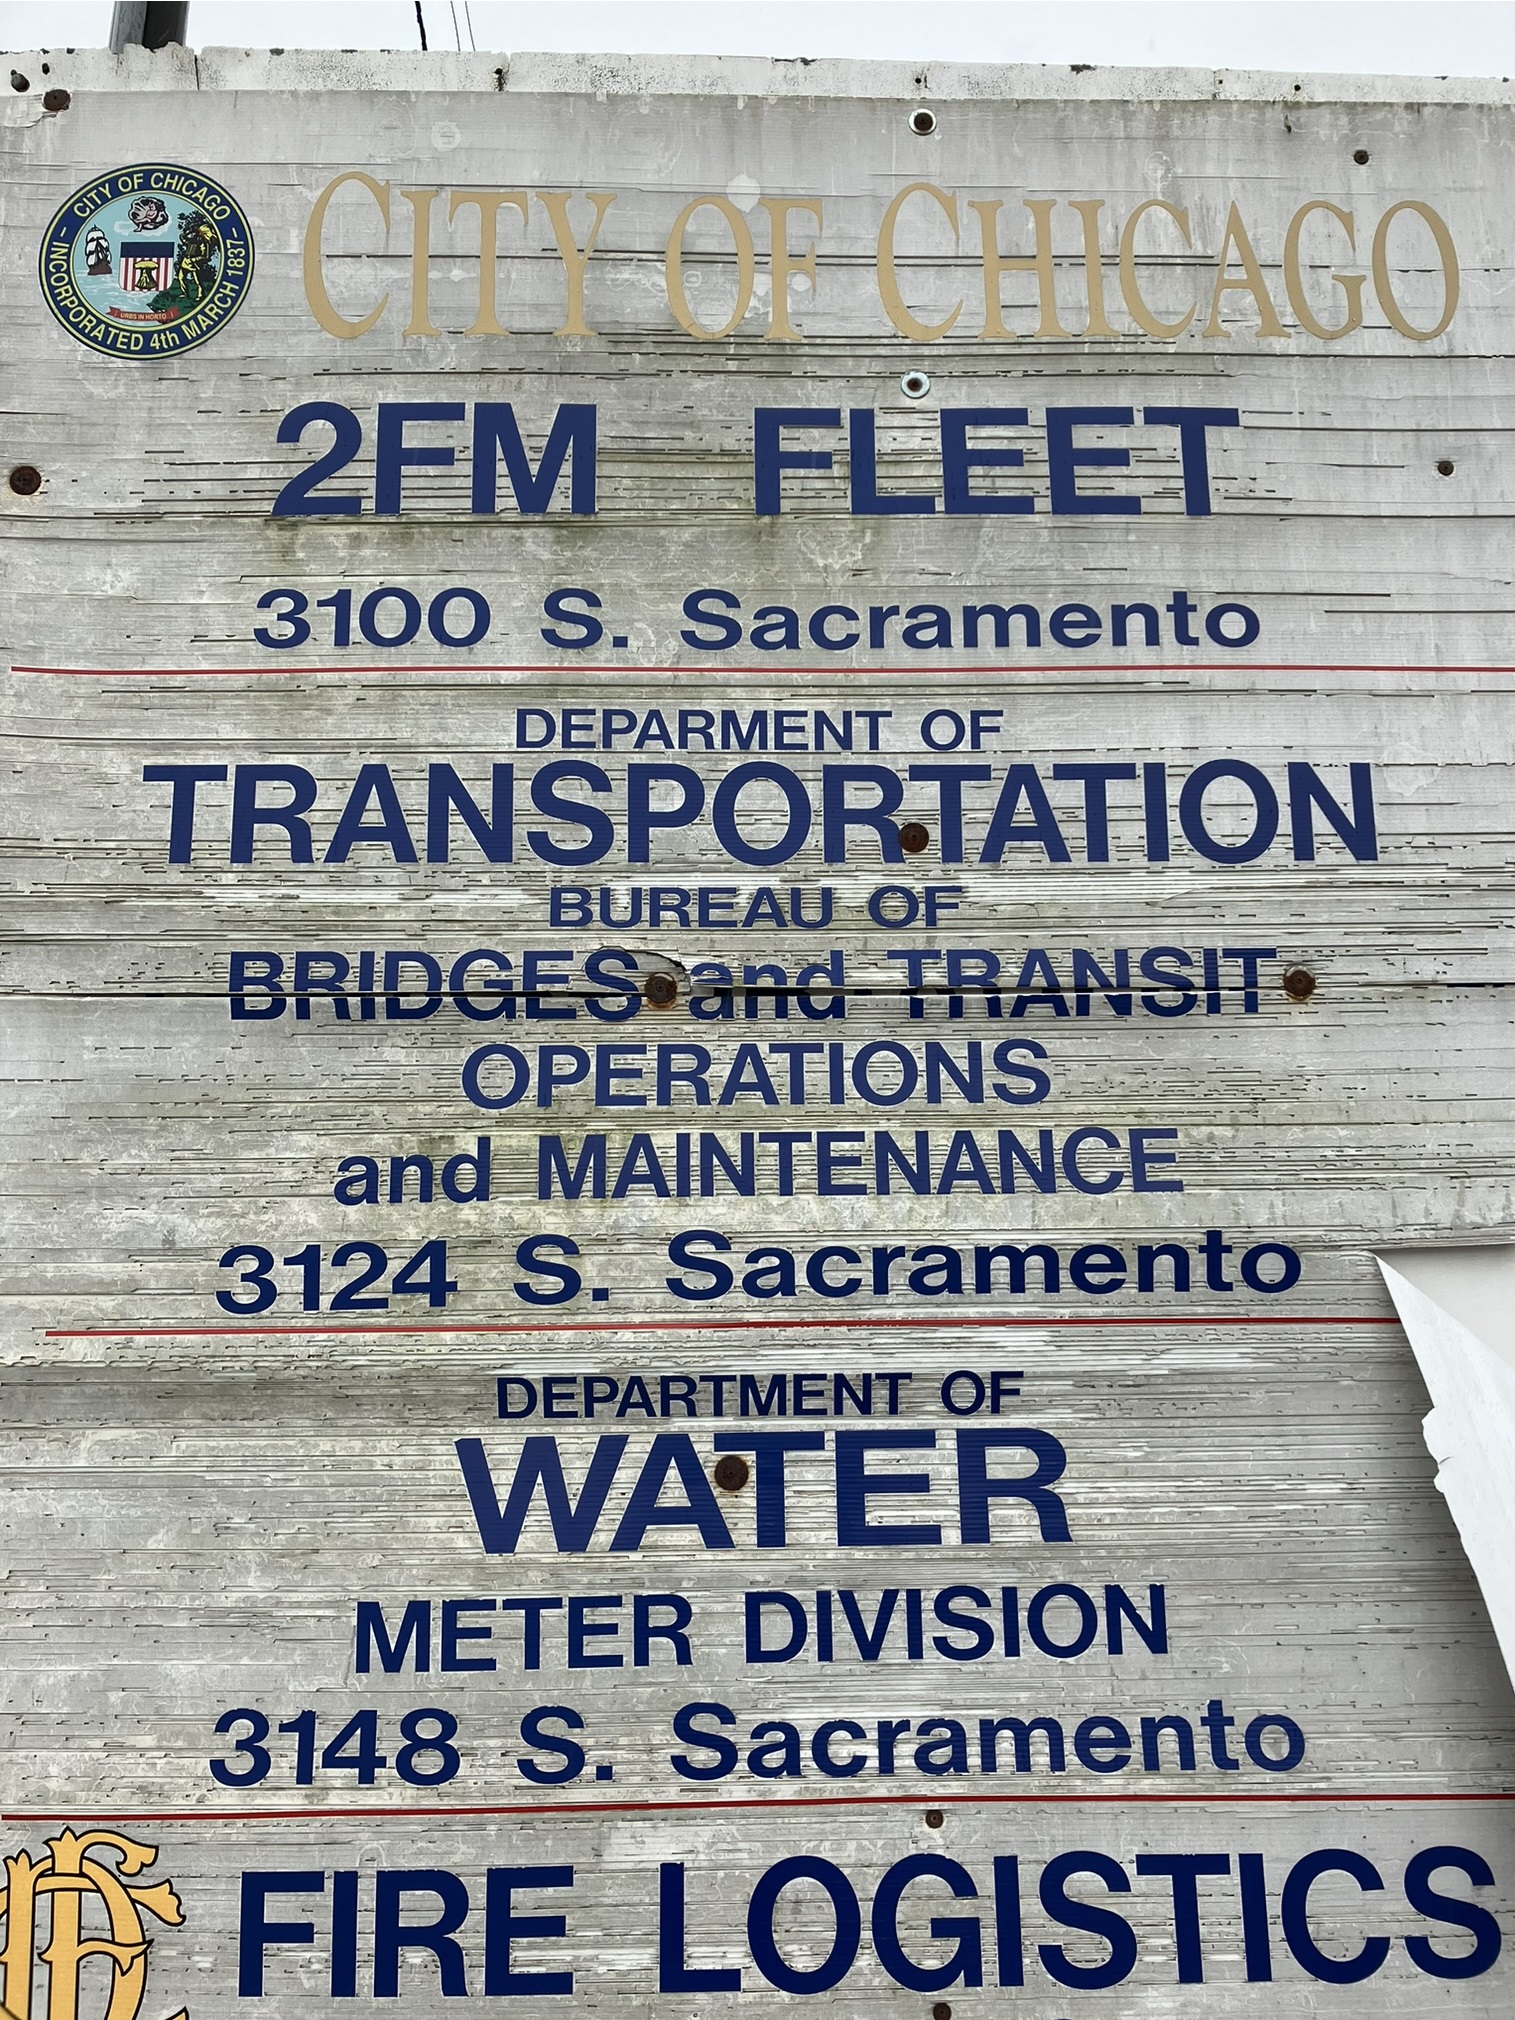 CITY OF CHICAGO
INCORPORATED 4th MARCH 1837
URBS IN HORTO
CITY OF CHICAGO
2FM FLEET
3100 S. Sacramento
DEPARMENT OF
TRANSPORTATION
BUREAU OF
BRIDGES and TRANSIT
OPERATIONS
and MAINTENANCE
3124 S. Sacramento
DEPARTMENT OF
WATER
METER DIVISION
3148 S. Sacramento
FIRE LOGISTICS